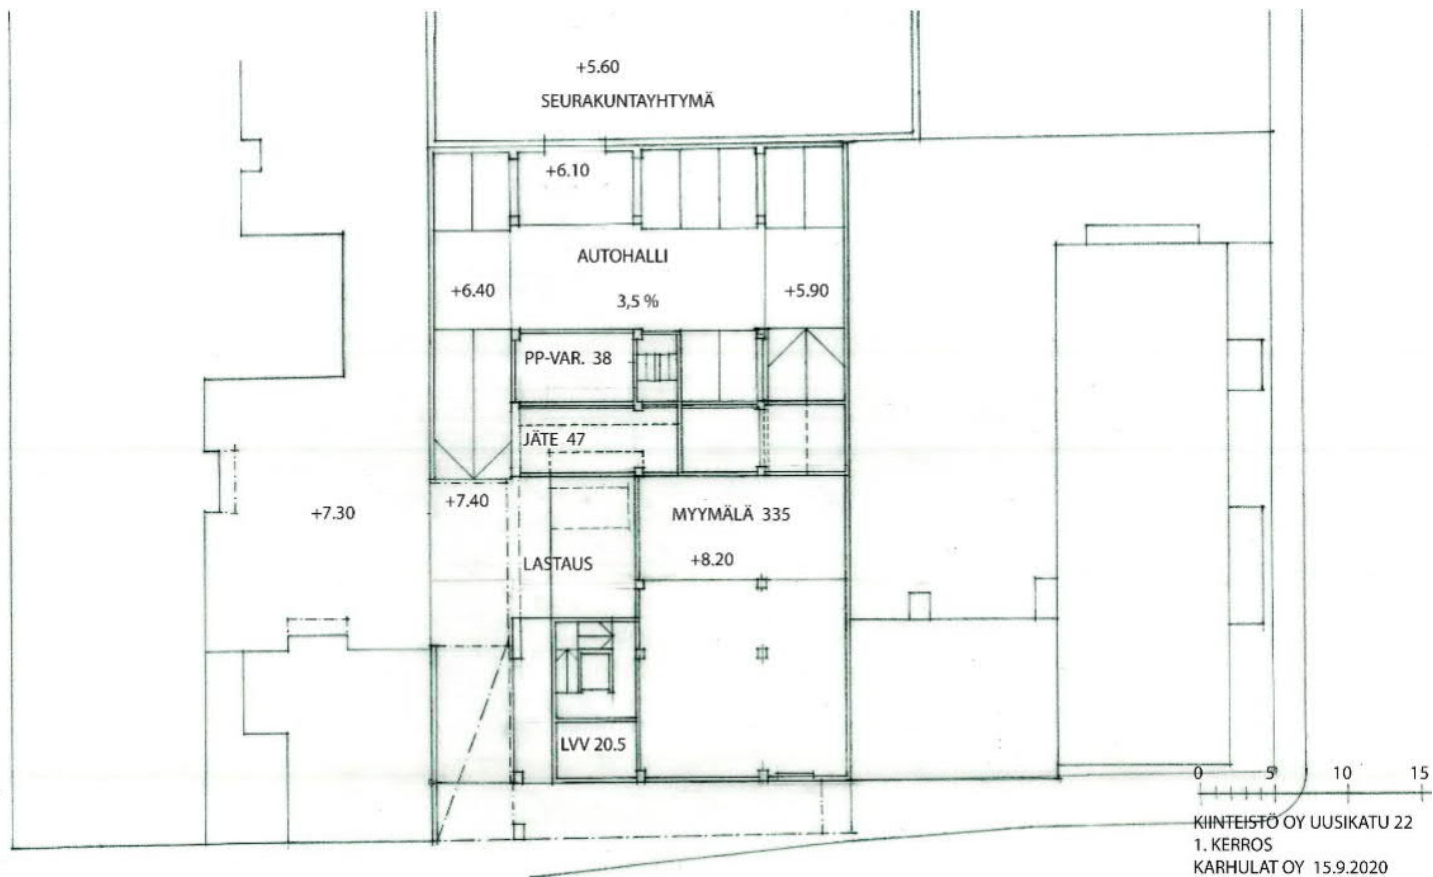 +5.60
SEURAKUNTAYHTYMÄ
+6.10
AUTOHALLI
+6.40
3,5 %
+5.90
PP-VAR. 38
JÄTE 47
+7.30
+7.40
MYYMÄLÄ 335
LASTAUS
+8.20
LVV 20.5
0 5 10 15
KIINTEISTÖ OY UUSIKATU 22
1. KERROS
KARHULAT OY 15.9.2020